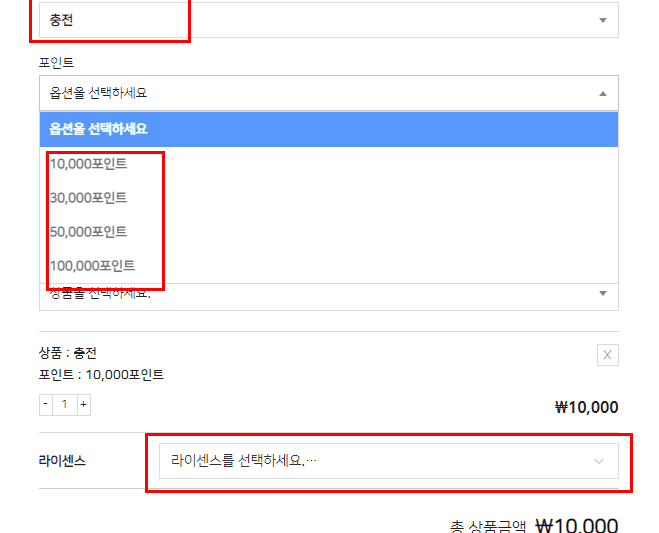 충전
포인트
옵션을 선택하세요
옵션을 선택하세요
10,000포인트
30,000포인트
50,000포인트
100,000포인트
상품을 선택하세요.
상품 : 충전
X
포인트 : 10,000포인트
- 1 +
₩10,000
라이센스
라이센스를 선택하세요.…
총 상품금액 ₩10,000